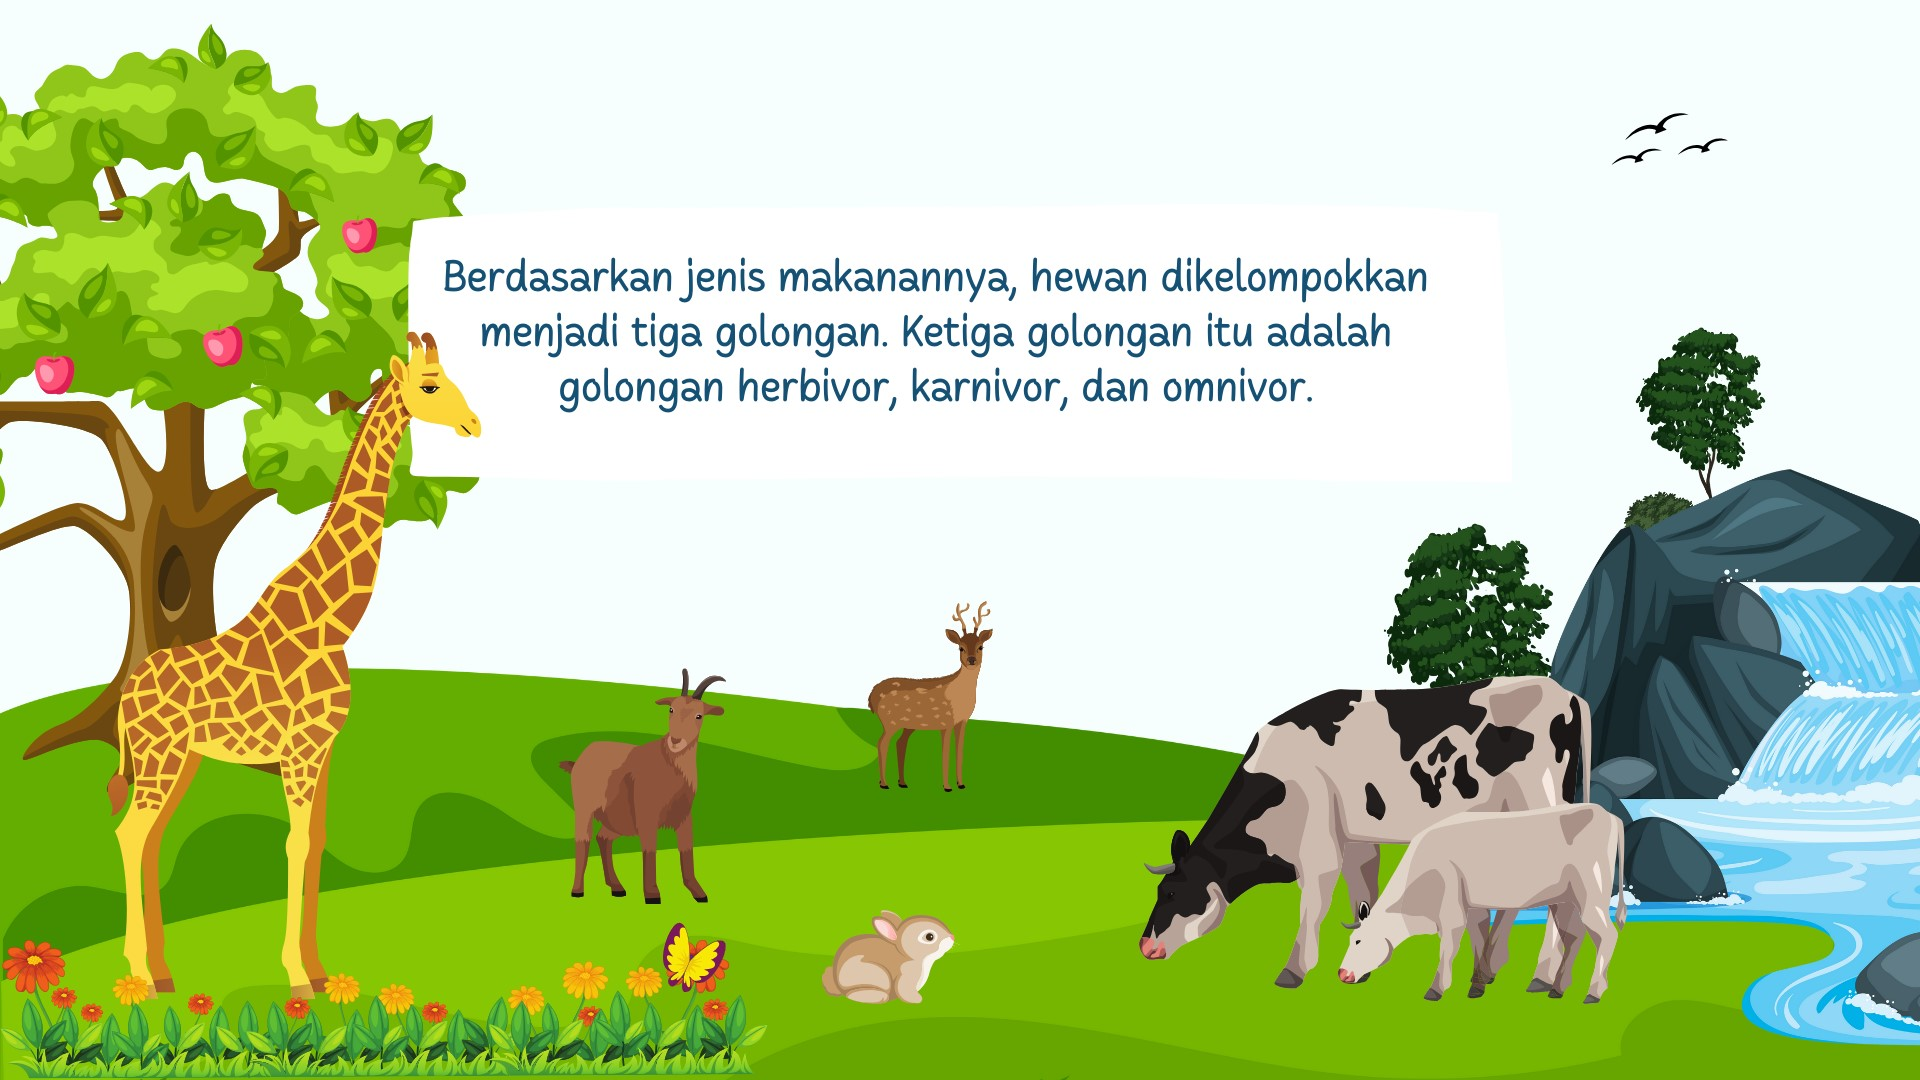 Berdasarkan jenis makanannya, hewan dikelompokkan
menjadi tiga golongan. Ketiga golongan itu adalah
golongan herbivor, karnivor, dan omnivor.